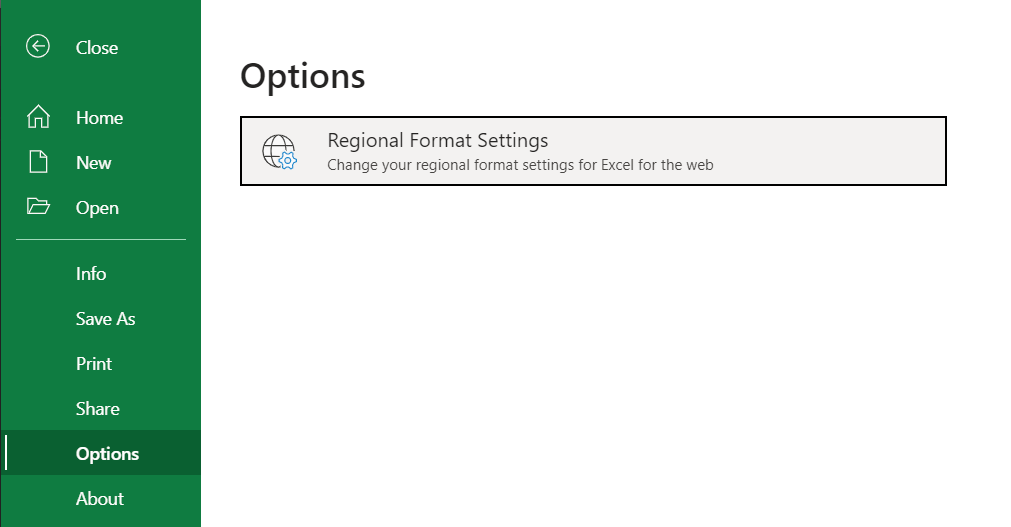 Close
Home
New
Open
Info
Save As
Print
Share
Options
About
Options
Regional Format Settings
Change your regional format settings for Excel for the web